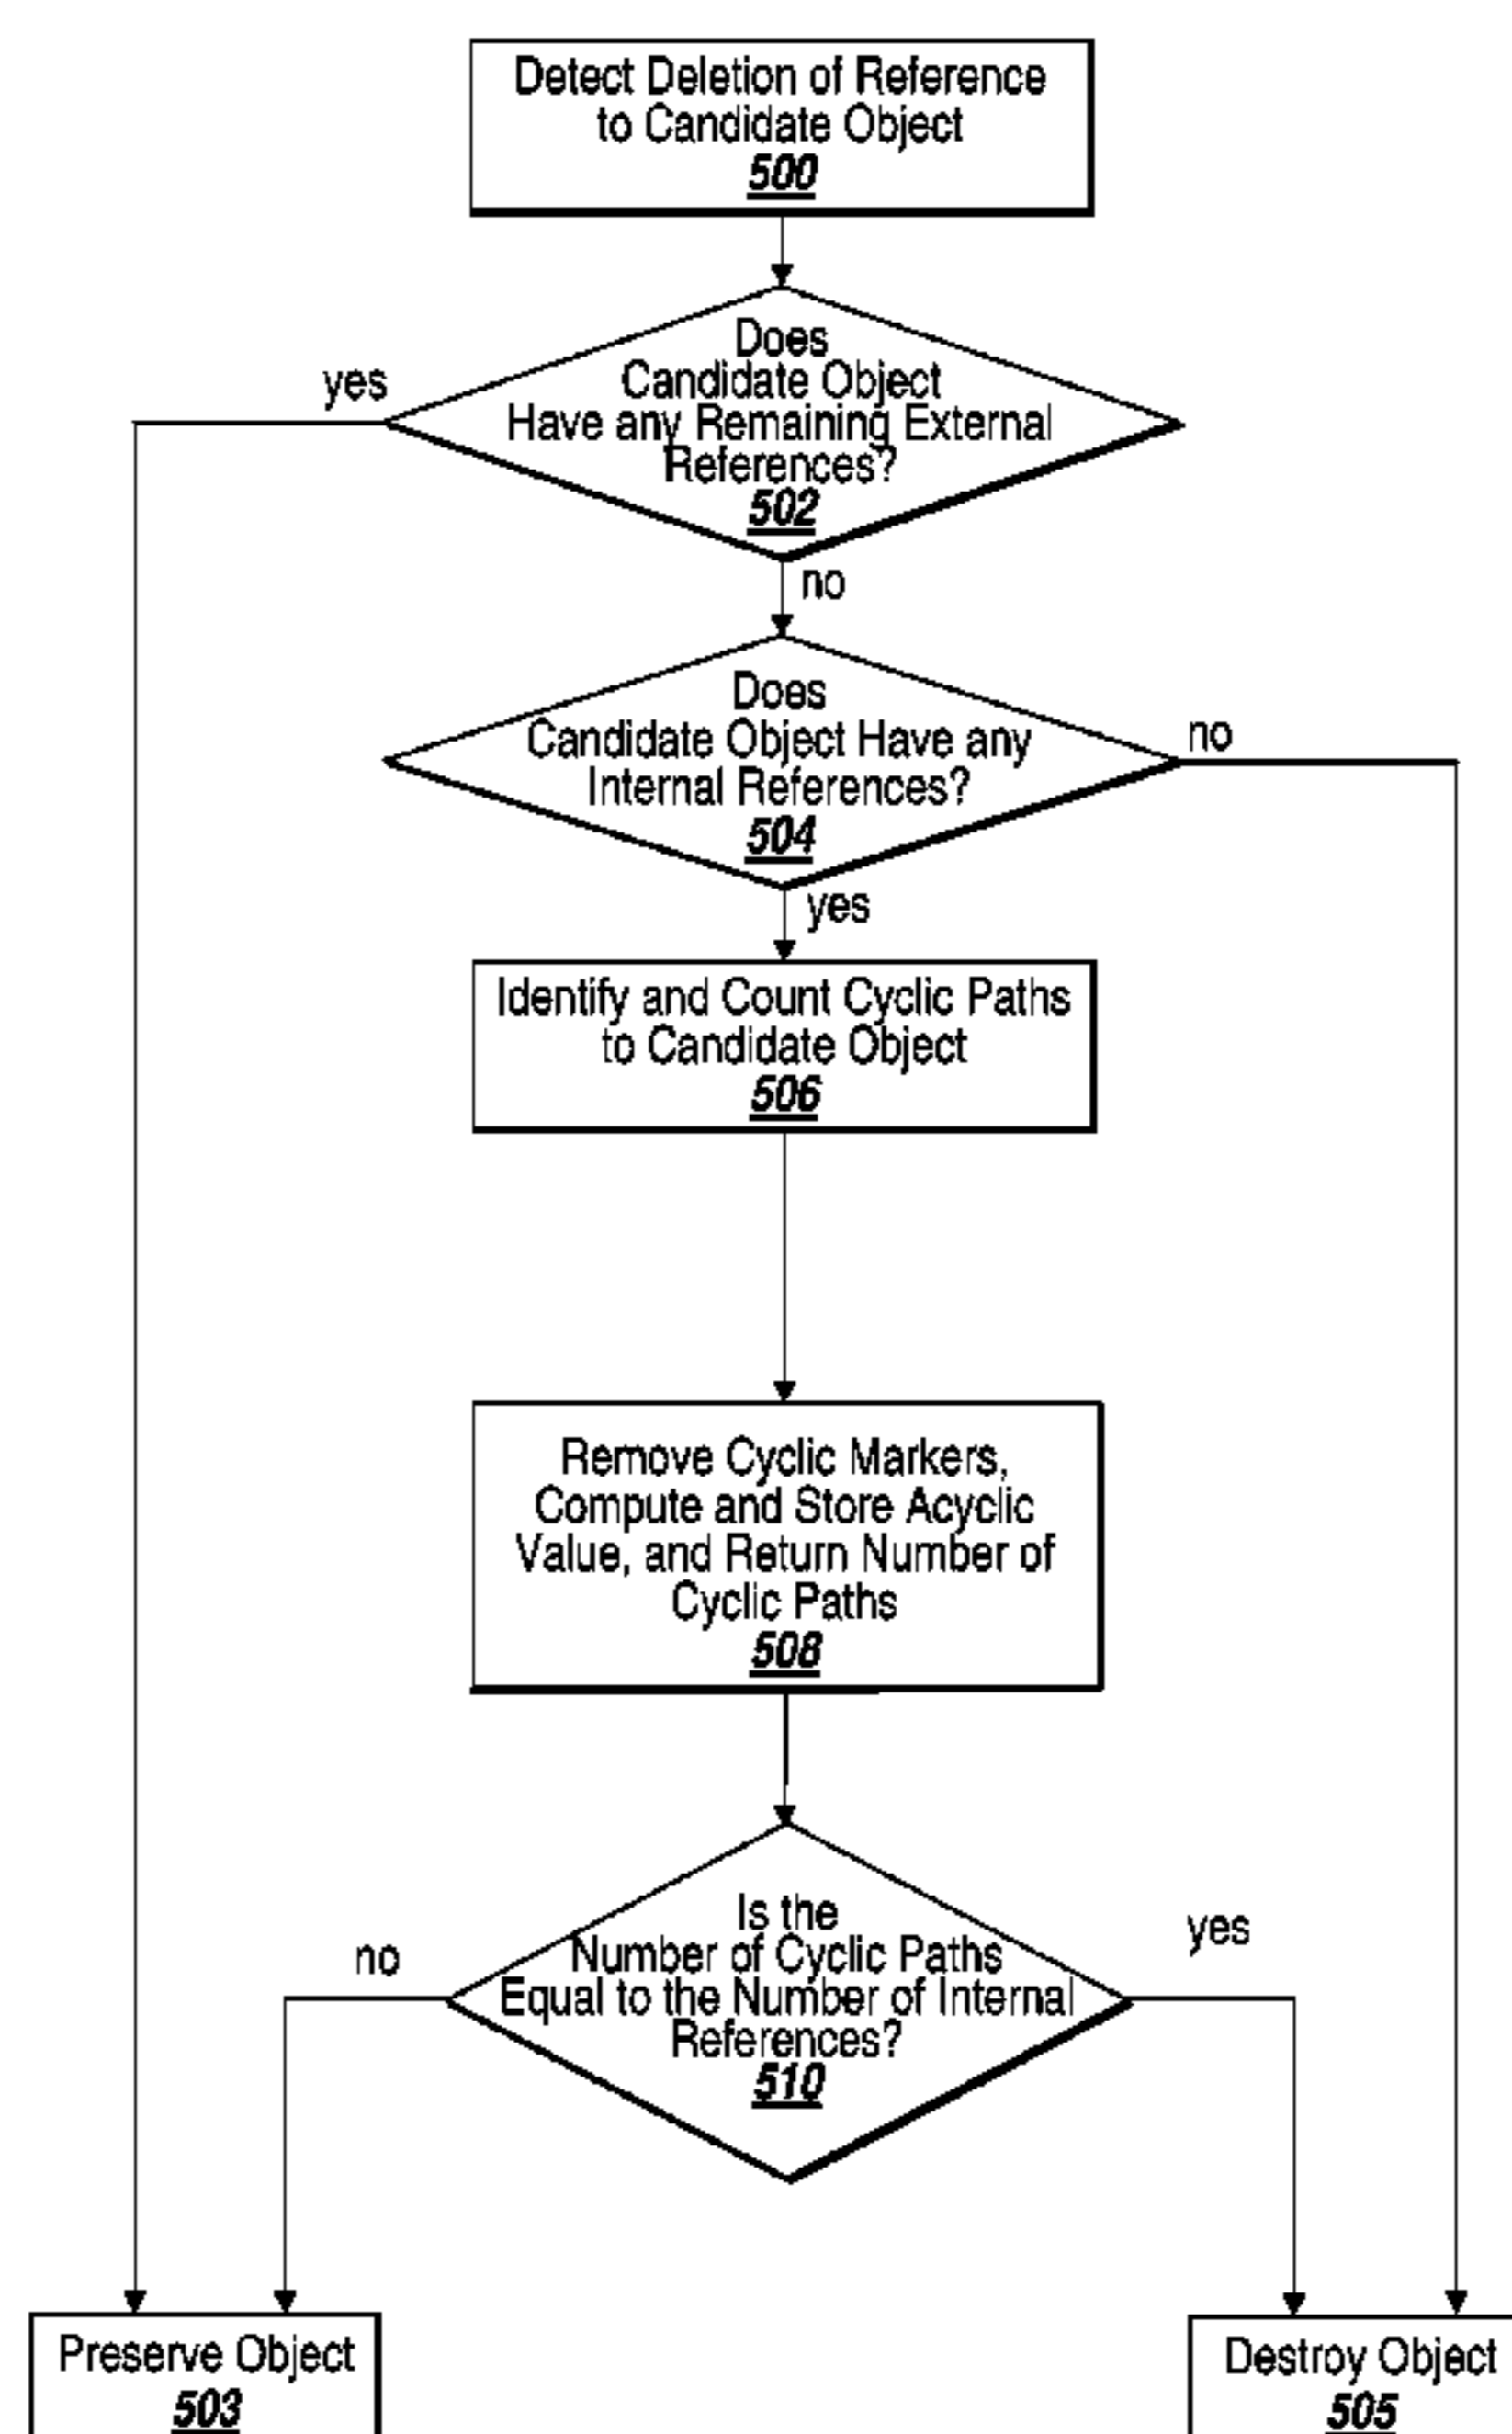 Detect Deletion of Reference
to Candidate Object
500
Does
Candidate Object
Have any Remaining External
References?
502
yes
no
Does
Candidate Object Have any
Internal References?
504
no
yes
Identify and Count Cyclic Paths
to Candidate Object
506
Remove Cyclic Markers,
Compute and Store Acyclic
Value, and Return Number of
Cyclic Paths
508
Is the
Number of Cyclic Paths
Equal to the Number of Internal
References?
510
no
yes
Preserve Object
503
Destroy Object
505